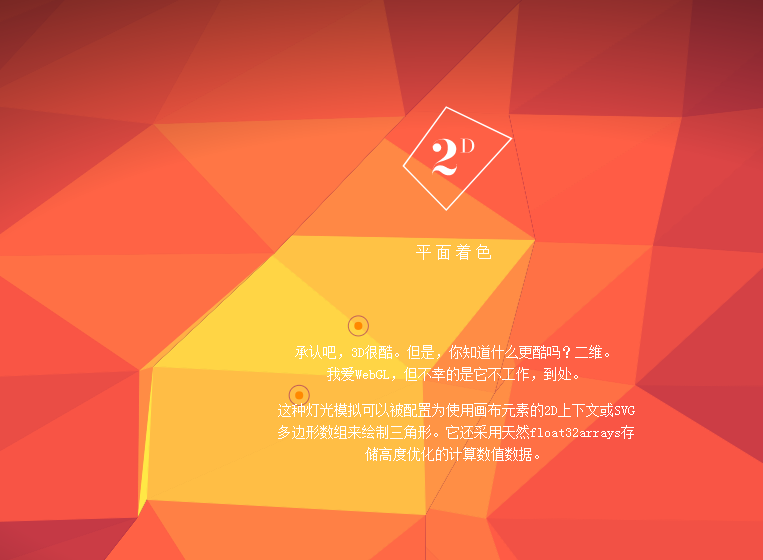 2D
平面着色
承认吧，3D很酷。但是，你知道什么更酷吗？二维。
我爱WebGL，但不幸的是它不工作，到处。
这种灯光模拟可以被配置为使用画布元素的2D上下文或SVG
多边形数组来绘制三角形。它还采用天然float32arrays存
储高度优化的计算数值数据。